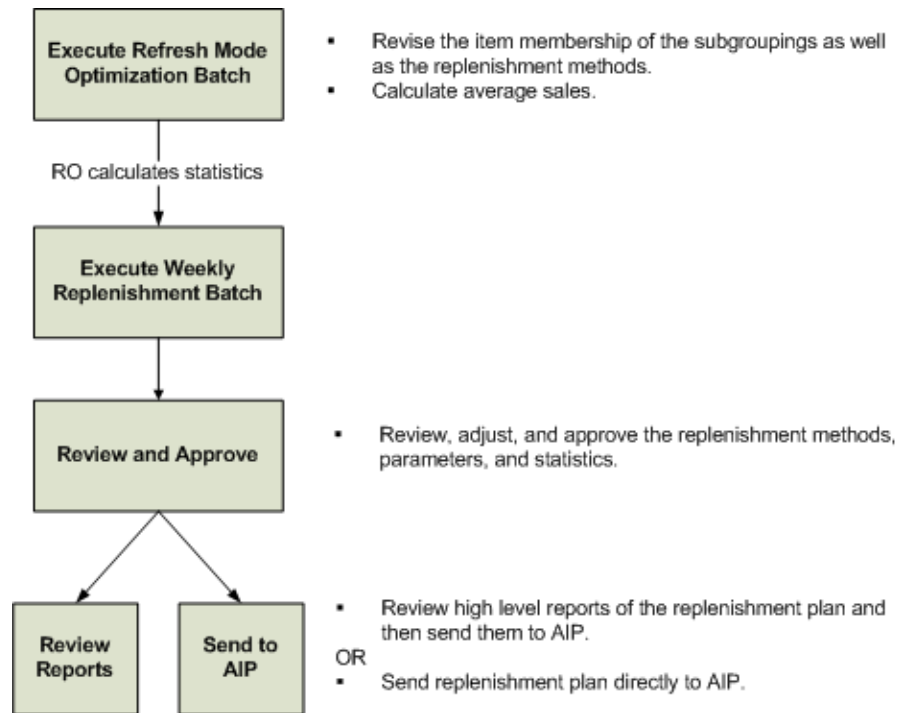 Execute Refresh Mode
Optimization Batch
▪ Revise the item membership of the subgroupings as well
as the replenishment methods.
▪ Calculate average sales.
RO calculates statistics
Execute Weekly
Replenishment Batch
Review and Approve
▪ Review, adjust, and approve the replenishment methods,
parameters, and statistics.
Review
Reports
Send to
AIP
▪ Review high level reports of the replenishment plan and
then send them to AIP.
OR
▪ Send replenishment plan directly to AIP.